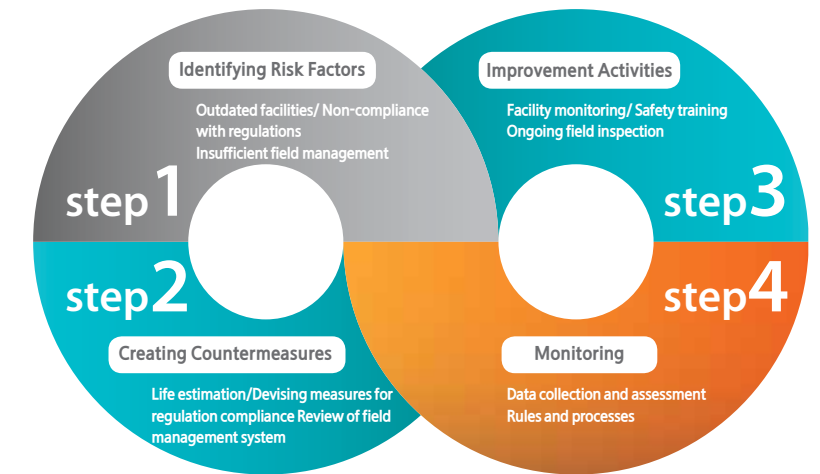 Identifying Risk Factors
Outdated facilities/ Non-compliance
with regulations
Insufficient field management
step1
step2
Creating Countermeasures
Life estimation/Devising measures for
regulation compliance Review of field
management system
Improvement Activities
Facility monitoring/ Safety training
Ongoing field inspection
step3
step4
Monitoring
Data collection and assessment
Rules and processes